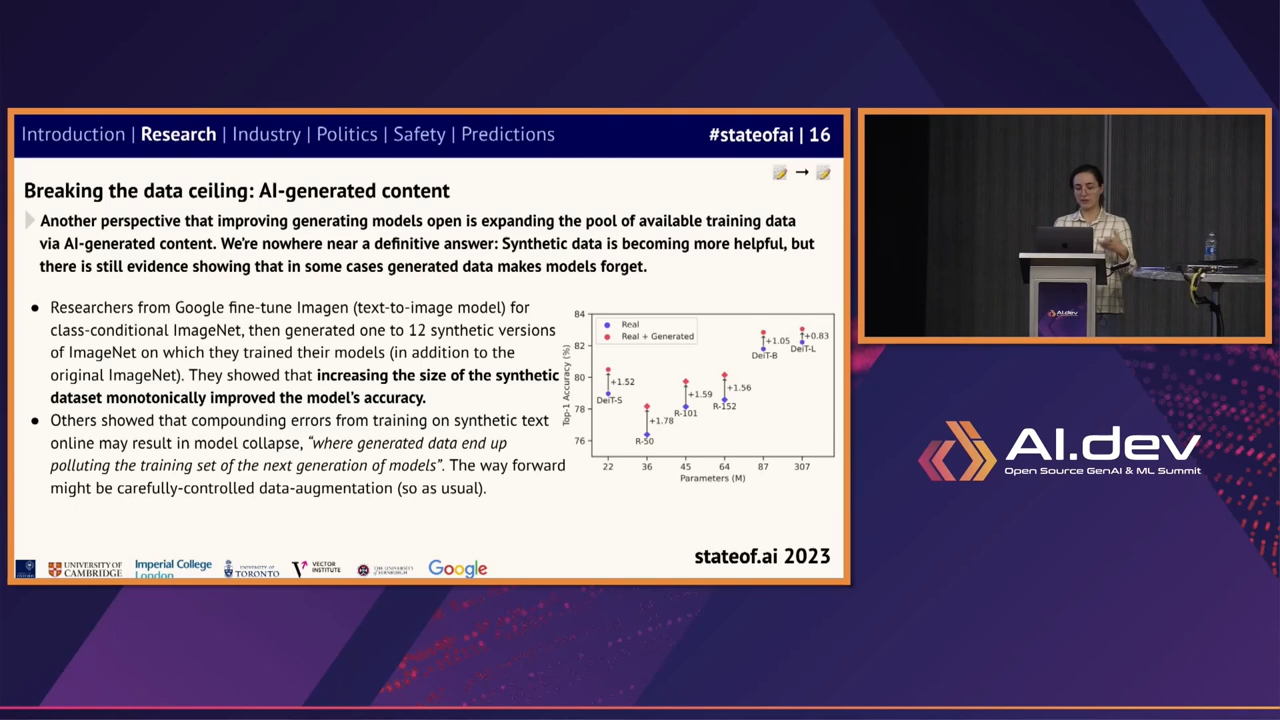 Introduction | Research | Industry | Politics | Safety | Predictions
#stateofai | 16
Breaking the data ceiling: AI-generated content
Another perspective that improving generating models open is expanding the pool of available training data
via AI-generated content. We're nowhere near a definitive answer: Synthetic data is becoming more helpful, but
there is still evidence showing that in some cases generated data makes models forget.
● Researchers from Google fine-tune Imagen (text-to-image model) for
class-conditional ImageNet, then generated one to 12 synthetic versions
of ImageNet on which they trained their models (in addition to the
original ImageNet). They showed that increasing the size of the synthetic
dataset monotonically improved the model's accuracy.
● Others showed that compounding errors from training on synthetic text
online may result in model collapse, "where generated data end up
polluting the training set of the next generation of models". The way forward
might be carefully-controlled data-augmentation (so as usual).
Real
Real + Generated
Top-1 Accuracy (%)
84
82
80
78
76
+1.52
DeiT-S
+1.78
R-50
+1.59
R-101
+1.56
R-152
+1.05
DeiT-B
+0.83
DeiT-L
22 36 45 64 87 307
Parameters (M)
UNIVERSITY OF
CAMBRIDGE
Imperial College
London
UNIVERSITY OF
TORONTO
VECTOR
INSTITUTE
THE UNIVERSITY
Google
stateof.ai 2023
AI.dev
AI.dev
Open Source GenAI & ML Summit